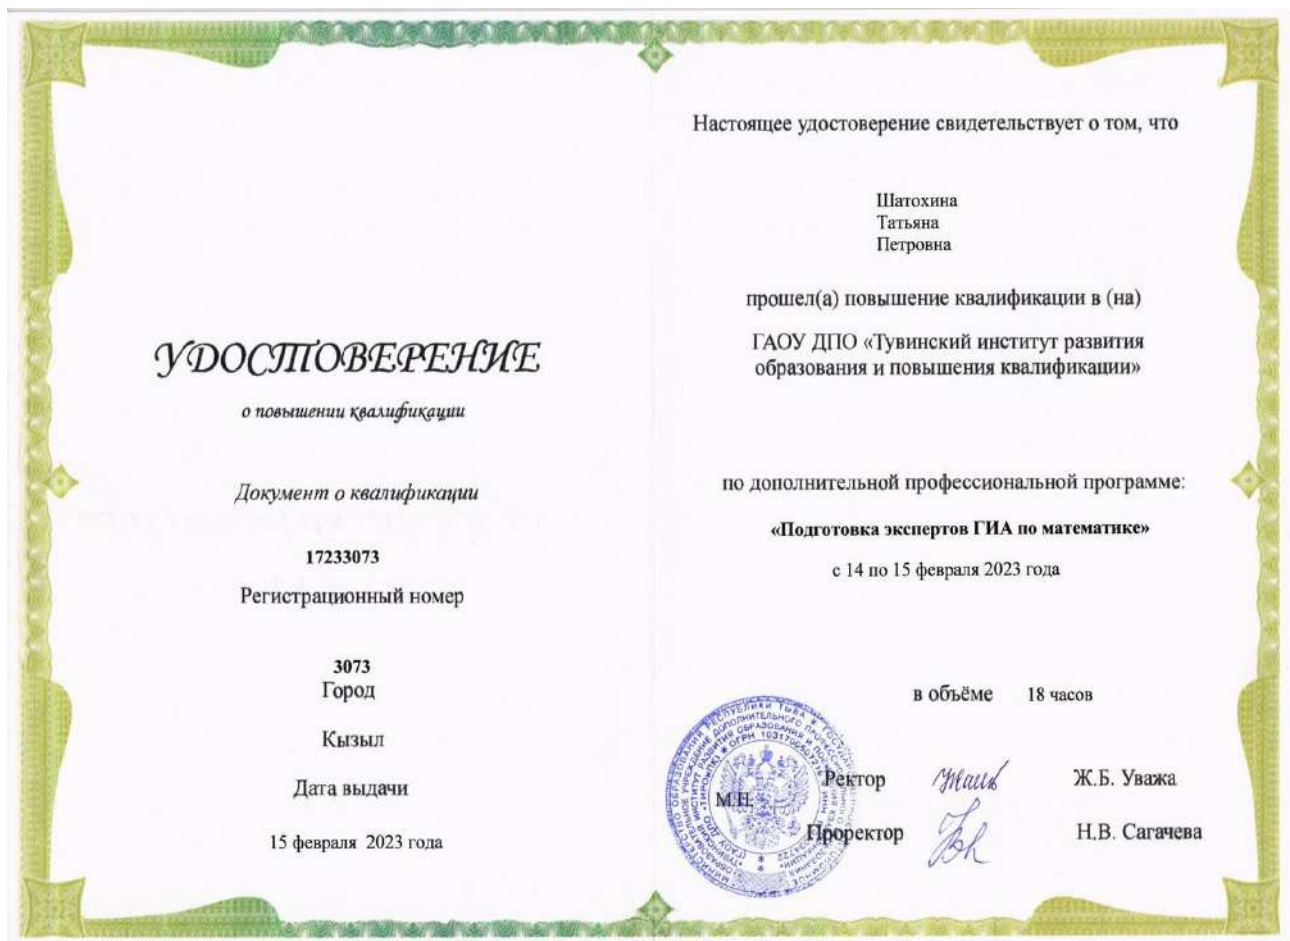 УДОСТОВЕРЕНИЕ
о повышении квалификации
Документ о квалификации
17233073
Регистрационный номер
3073
Город
Кызыл
Дата выдачи
15 февраля 2023 года
Настоящее удостоверение свидетельствует о том, что
Шатохина
Татьяна
Петровна
прошел(а) повышение квалификации в (на)
ГАОУ ДПО «Тувинский институт развития
образования и повышения квалификации»
по дополнительной профессиональной программе:
«Подготовка экспертов ГИА по математике»
с 14 по 15 февраля 2023 года
в объёме 18 часов
М.П.
Ректор Ж.Б. Уважа
Проректор Н.В. Сагачева